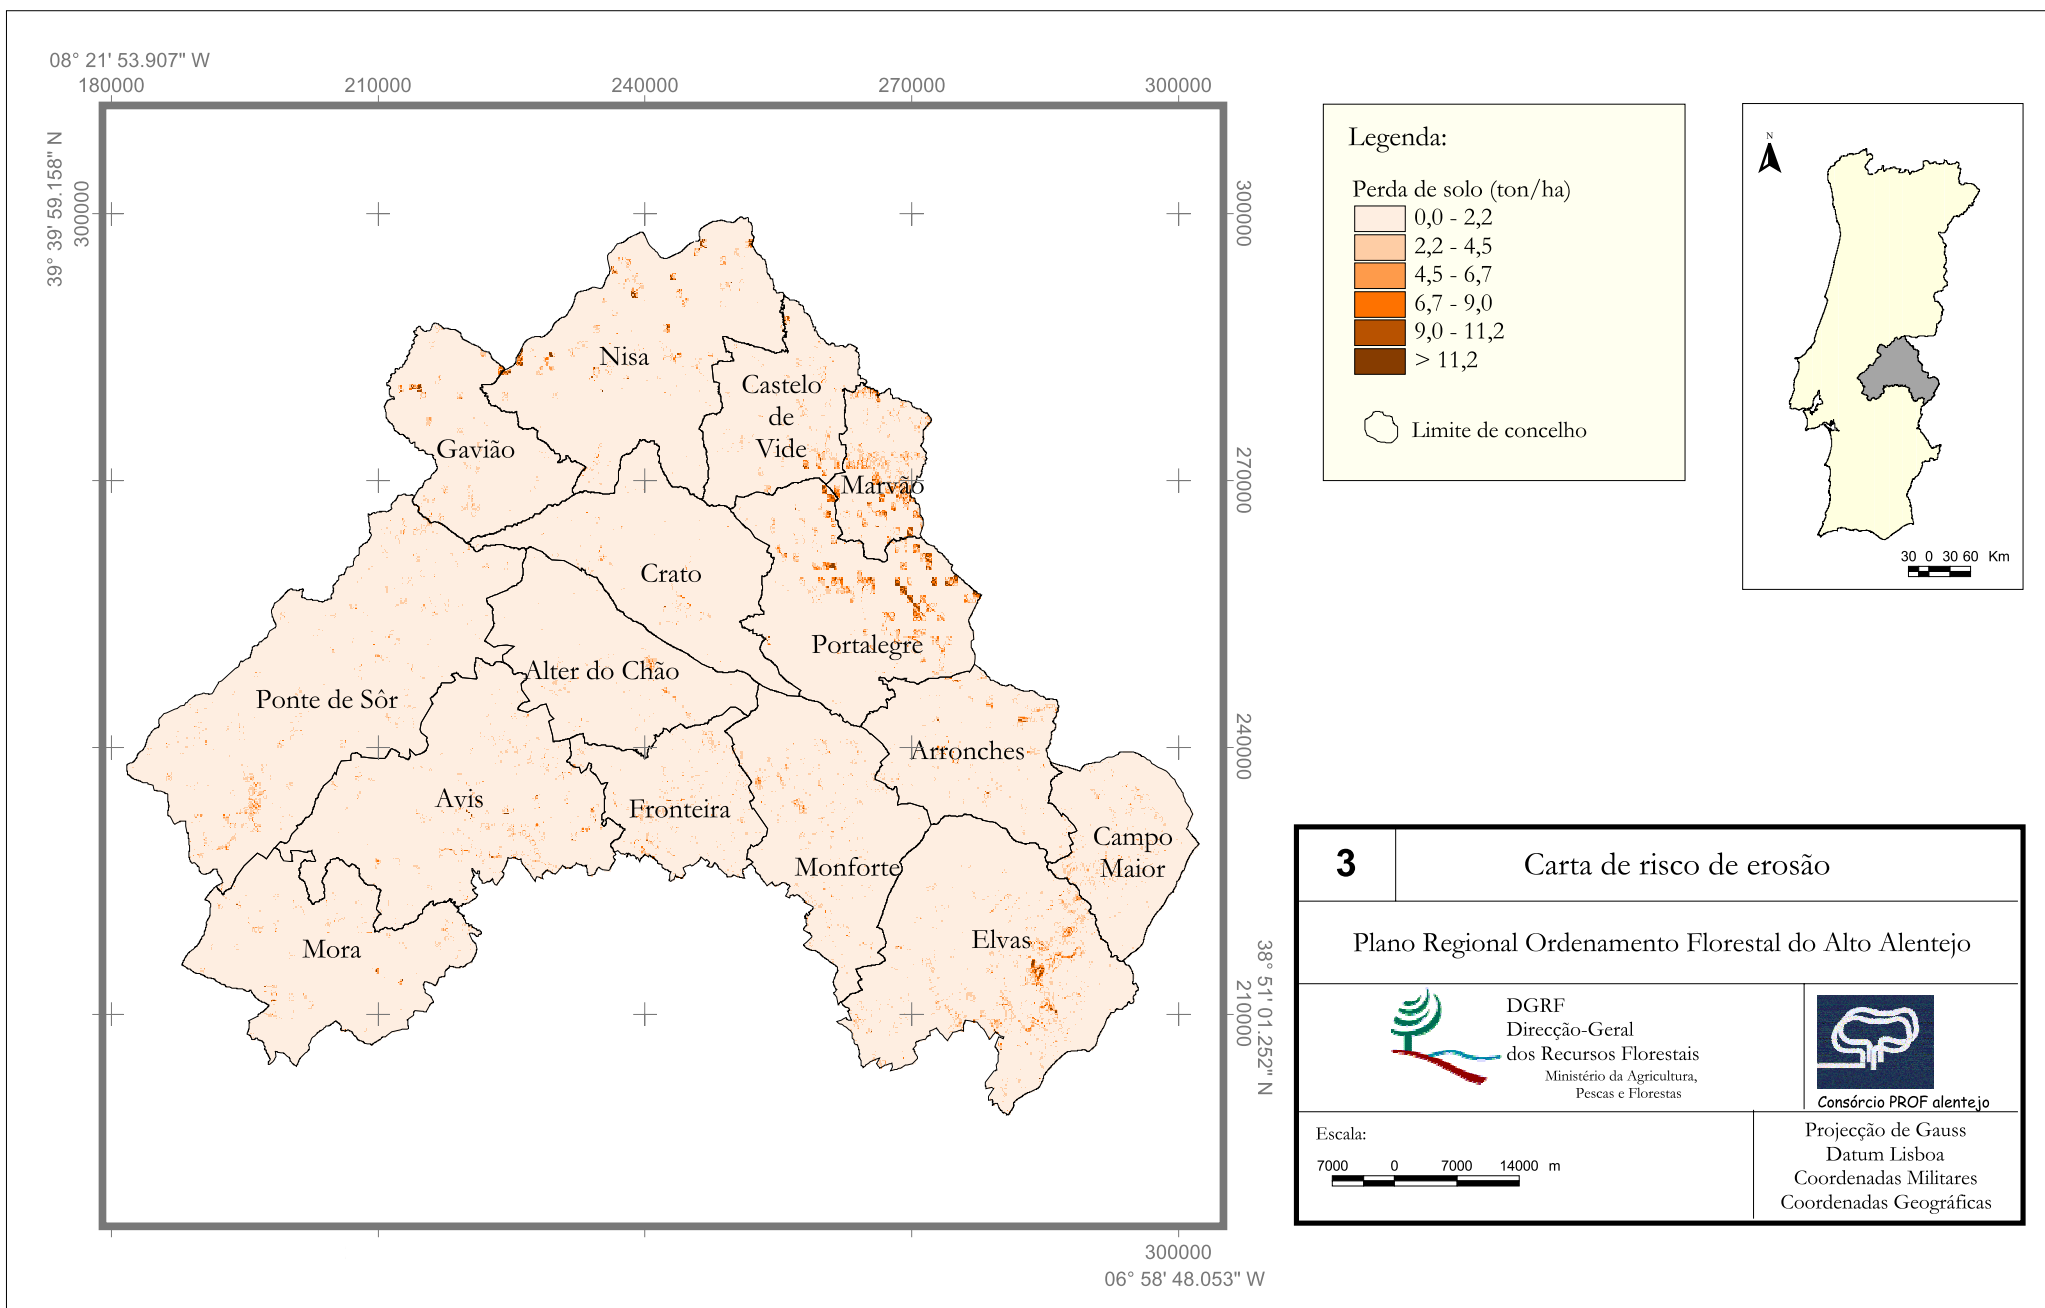 08° 21' 53.907" W
180000
210000
240000
270000
300000
39° 39' 59.158" N
300000
300000
270000
240000
210000
38° 51' 01.252" N
300000
06° 58' 48.053" W
Nisa
Castelo
de
Vide
Gavião
Marvão
Crato
Portalegre
Alter do Chão
Ponte de Sôr
Arronches
Avis
Fronteira
Campo
Maior
Monforte
Elvas
Mora
Legenda:
Perda de solo (ton/ha)
0,0 - 2,2
2,2 - 4,5
4,5 - 6,7
6,7 - 9,0
9,0 - 11,2
> 11,2
Limite de concelho
N
30 0 30 60 Km
3
Carta de risco de erosão
Plano Regional Ordenamento Florestal do Alto Alentejo
DGRF
Direcção-Geral
dos Recursos Florestais
Ministério da Agricultura,
Pescas e Florestas
Consórcio PROF alentejo
Escala:
7000 0 7000 14000 m
Projecção de Gauss
Datum Lisboa
Coordenadas Militares
Coordenadas Geográficas